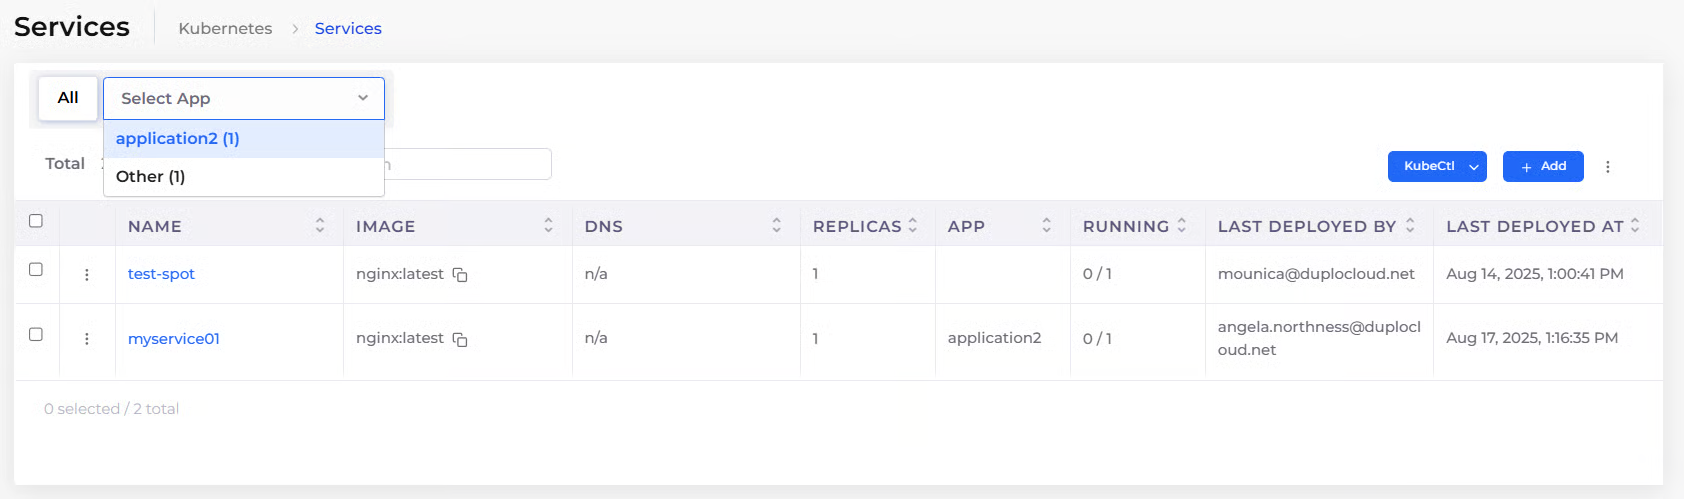 Services
Kubernetes > Services
All
Select App
application2 (1)
Other (1)
Total
KubeCtl
+ Add
NAME IMAGE DNS REPLICAS APP RUNNING LAST DEPLOYED BY LAST DEPLOYED AT
test-spot nginx:latest n/a 1 0 / 1 mounica@duplocloud.net Aug 14, 2025, 1:00:41 PM
myservice01 nginx:latest n/a 1 application2 0 / 1 angela.northness@duplocl
oud.net Aug 17, 2025, 1:16:35 PM
0 selected / 2 total